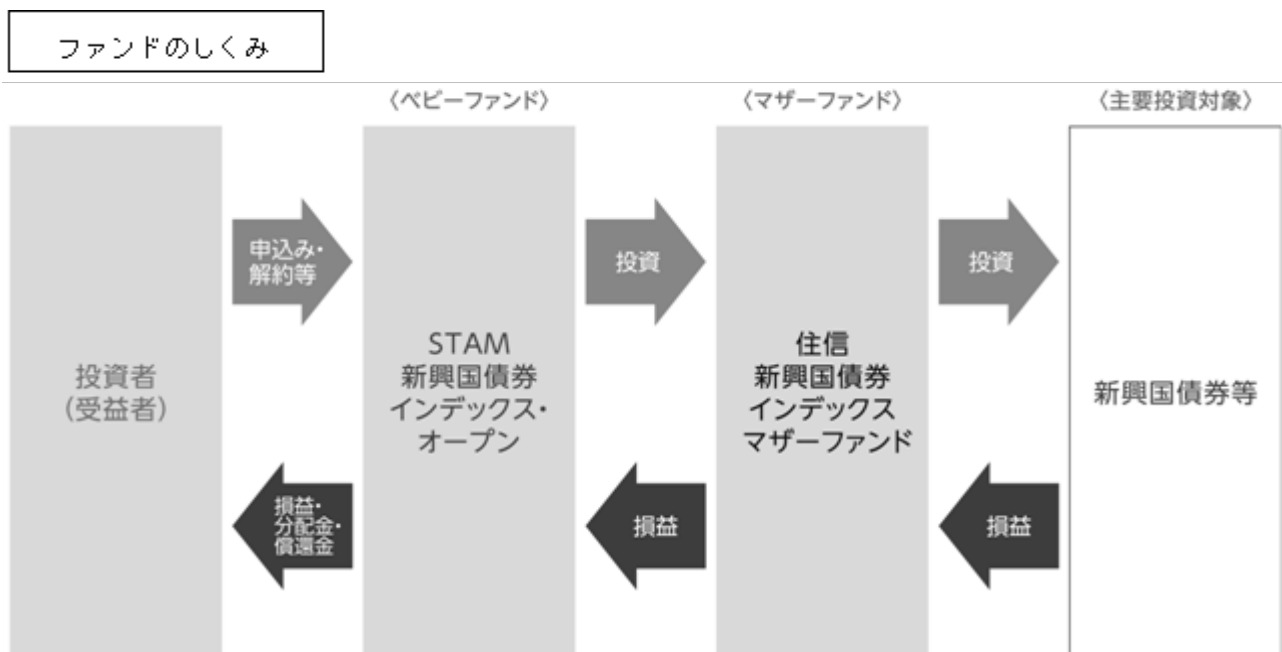 ファンドのしくみ
〈ベビーファンド〉
〈マザーファンド〉
〈主要投資対象〉
申込み・
解約等
投資
投資
投資者
（受益者）
STAM
新興国債券
インデックス・
オープン
住信
新興国債券
インデックス
マザーファンド
新興国債券等
損益・
分配金・
償還金
損益
損益